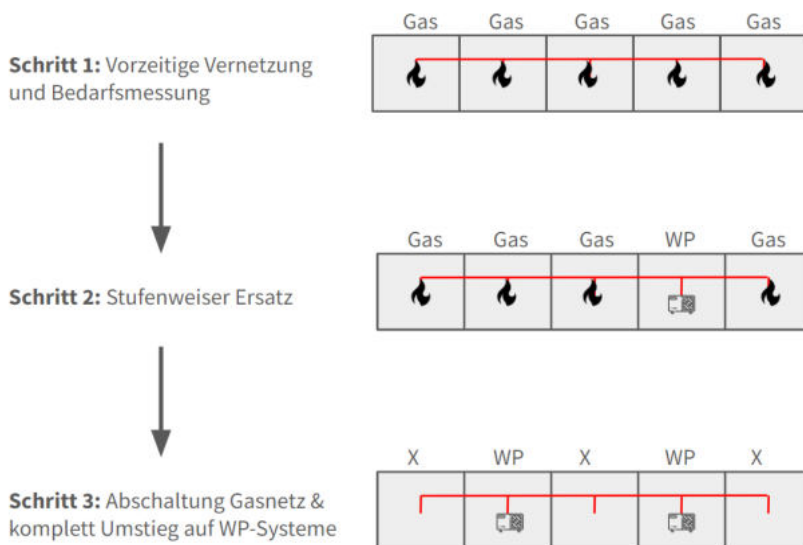 Gas Gas Gas Gas Gas
Schritt 1: Vorzeitige Vernetzung
und Bedarfsmessung
Gas Gas Gas WP Gas
Schritt 2: Stufenweiser Ersatz
X WP X WP X
Schritt 3: Abschaltung Gasnetz &
komplett Umstieg auf WP-Systeme